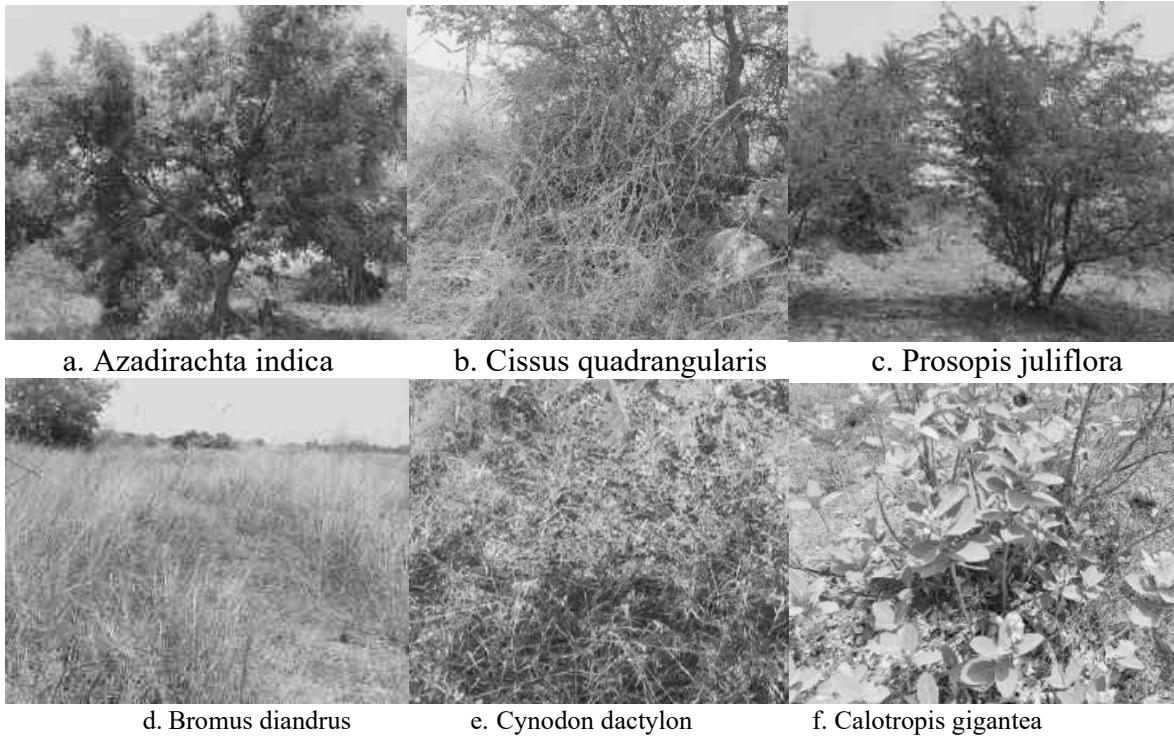 a. Azadirachta indica
b. Cissus quadrangularis
c. Prosopis juliflora
d. Bromus diandrus
e. Cynodon dactylon
f. Calotropis gigantea